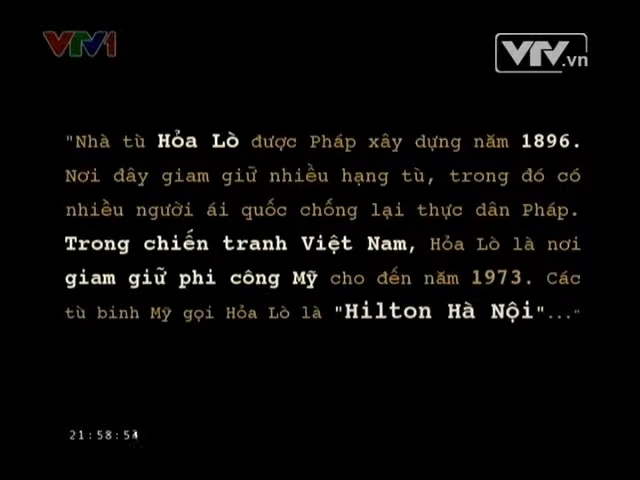 VTV1
VTV.vn
"Nhà tù Hỏa Lò được Pháp xây dựng năm 1896.
Nơi đây giam giữ nhiều hạng tù, trong đó có
nhiều người ái quốc chống lại thực dân Pháp.
Trong chiến tranh Việt Nam, Hỏa Lò là nơi
giam giữ phi công Mỹ cho đến năm 1973. Các
tù binh Mỹ gọi Hỏa Lò là "Hilton Hà Nội"..."
21:58:54